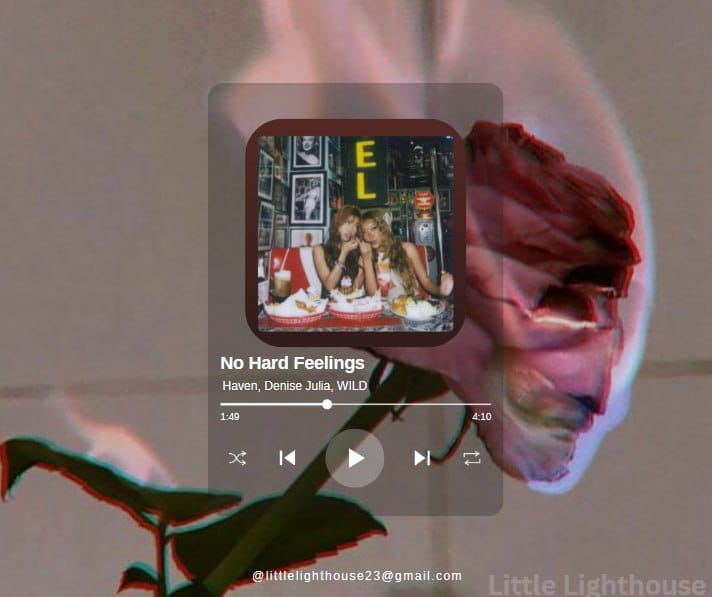 EL
No Hard Feelings
Haven, Denise Julia, WILD
1:49 4:10
@littlelighthouse23@gmail.com
Little Lighthouse